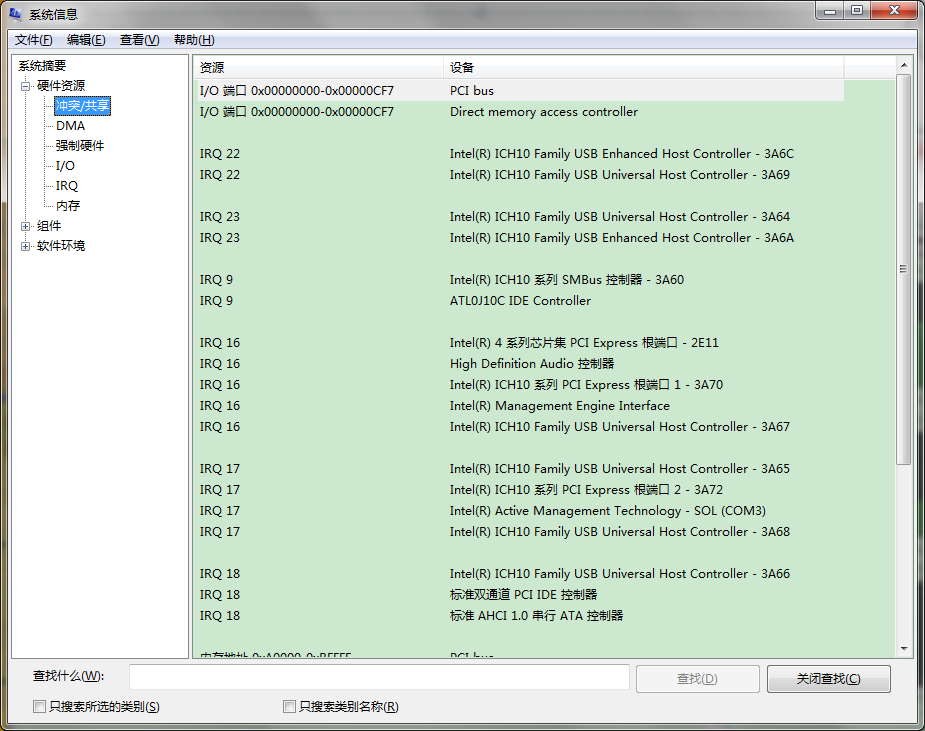 系统信息
文件(F) 编辑(E) 查看(V) 帮助(H)
系统摘要
硬件资源
冲突/共享
DMA
强制硬件
I/O
IRQ
内存
组件
软件环境
资源 设备
I/O 端口 0x00000000-0x00000CF7 PCI bus
I/O 端口 0x00000000-0x00000CF7 Direct memory access controller
IRQ 22 Intel(R) ICH10 Family USB Enhanced Host Controller - 3A6C
IRQ 22 Intel(R) ICH10 Family USB Universal Host Controller - 3A69
IRQ 23 Intel(R) ICH10 Family USB Universal Host Controller - 3A64
IRQ 23 Intel(R) ICH10 Family USB Enhanced Host Controller - 3A6A
IRQ 9 Intel(R) ICH10 系列 SMBus 控制器 - 3A60
IRQ 9 ATL0J10C IDE Controller
IRQ 16 Intel(R) 4 系列芯片集 PCI Express 根端口 - 2E11
IRQ 16 High Definition Audio 控制器
IRQ 16 Intel(R) ICH10 系列 PCI Express 根端口 1 - 3A70
IRQ 16 Intel(R) Management Engine Interface
IRQ 16 Intel(R) ICH10 Family USB Universal Host Controller - 3A67
IRQ 17 Intel(R) ICH10 Family USB Universal Host Controller - 3A65
IRQ 17 Intel(R) ICH10 系列 PCI Express 根端口 2 - 3A72
IRQ 17 Intel(R) Active Management Technology - SOL (COM3)
IRQ 17 Intel(R) ICH10 Family USB Universal Host Controller - 3A68
IRQ 18 Intel(R) ICH10 Family USB Universal Host Controller - 3A66
IRQ 18 标准双通道 PCI IDE 控制器
IRQ 18 标准 AHCI 1.0 串行 ATA 控制器
内存地址 0xA0000-0xBFFFF PCI bus
查找什么(W): 查找(D) 关闭查找(C)
只搜索所选的类别(S) 只搜索类别名称(R)